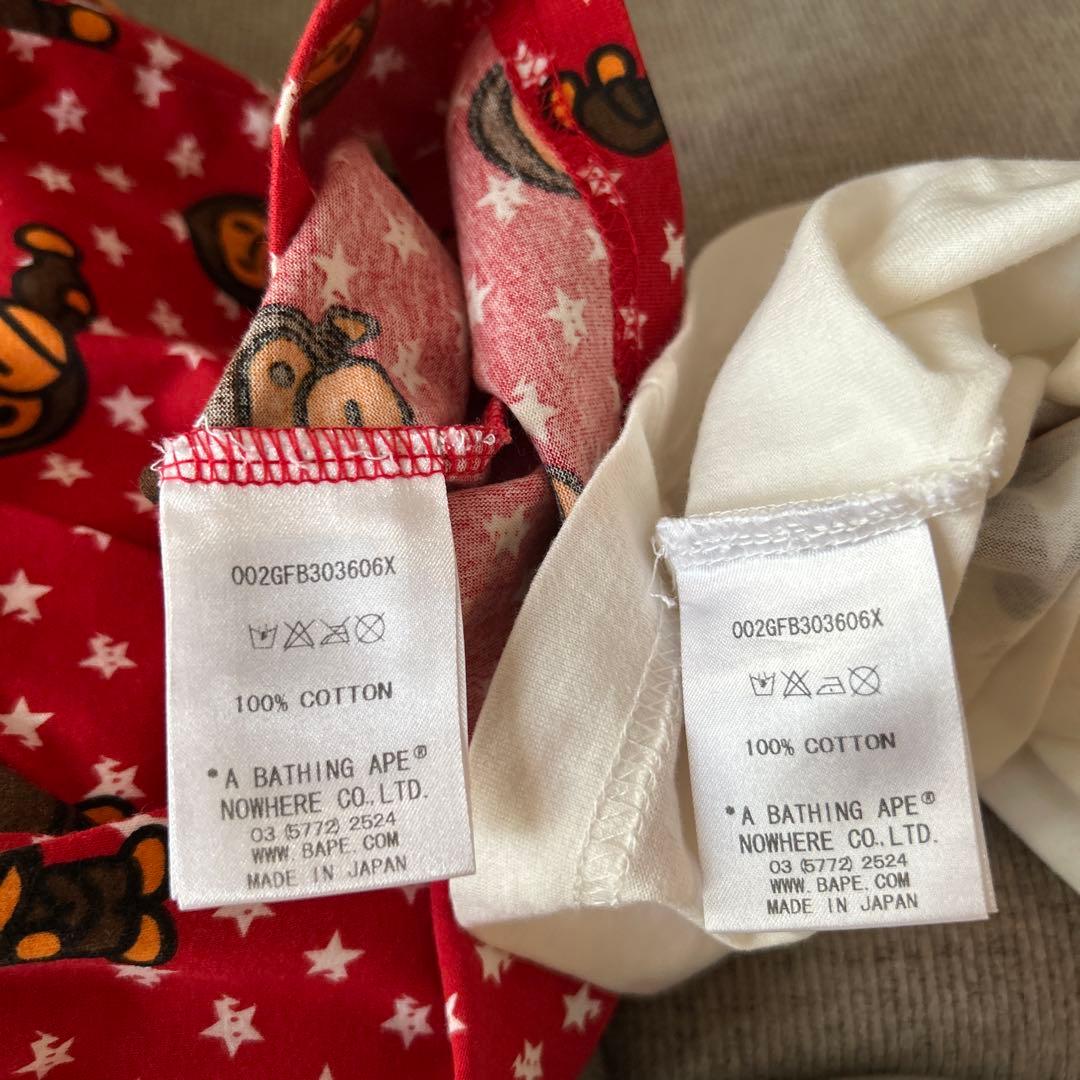 002GFB303606X
100% COTTON
*A BATHING APE®
NOWHERE CO.,LTD.
03 (5772) 2524
WWW. BAPE. COM
MADE IN JAPAN
002GFB303606X
100% COTTON
*A BATHING APE®
NOWHERE CO.,LTD.
03 (5772) 2524
WWW. BAPE. COM
MADE IN JAPAN